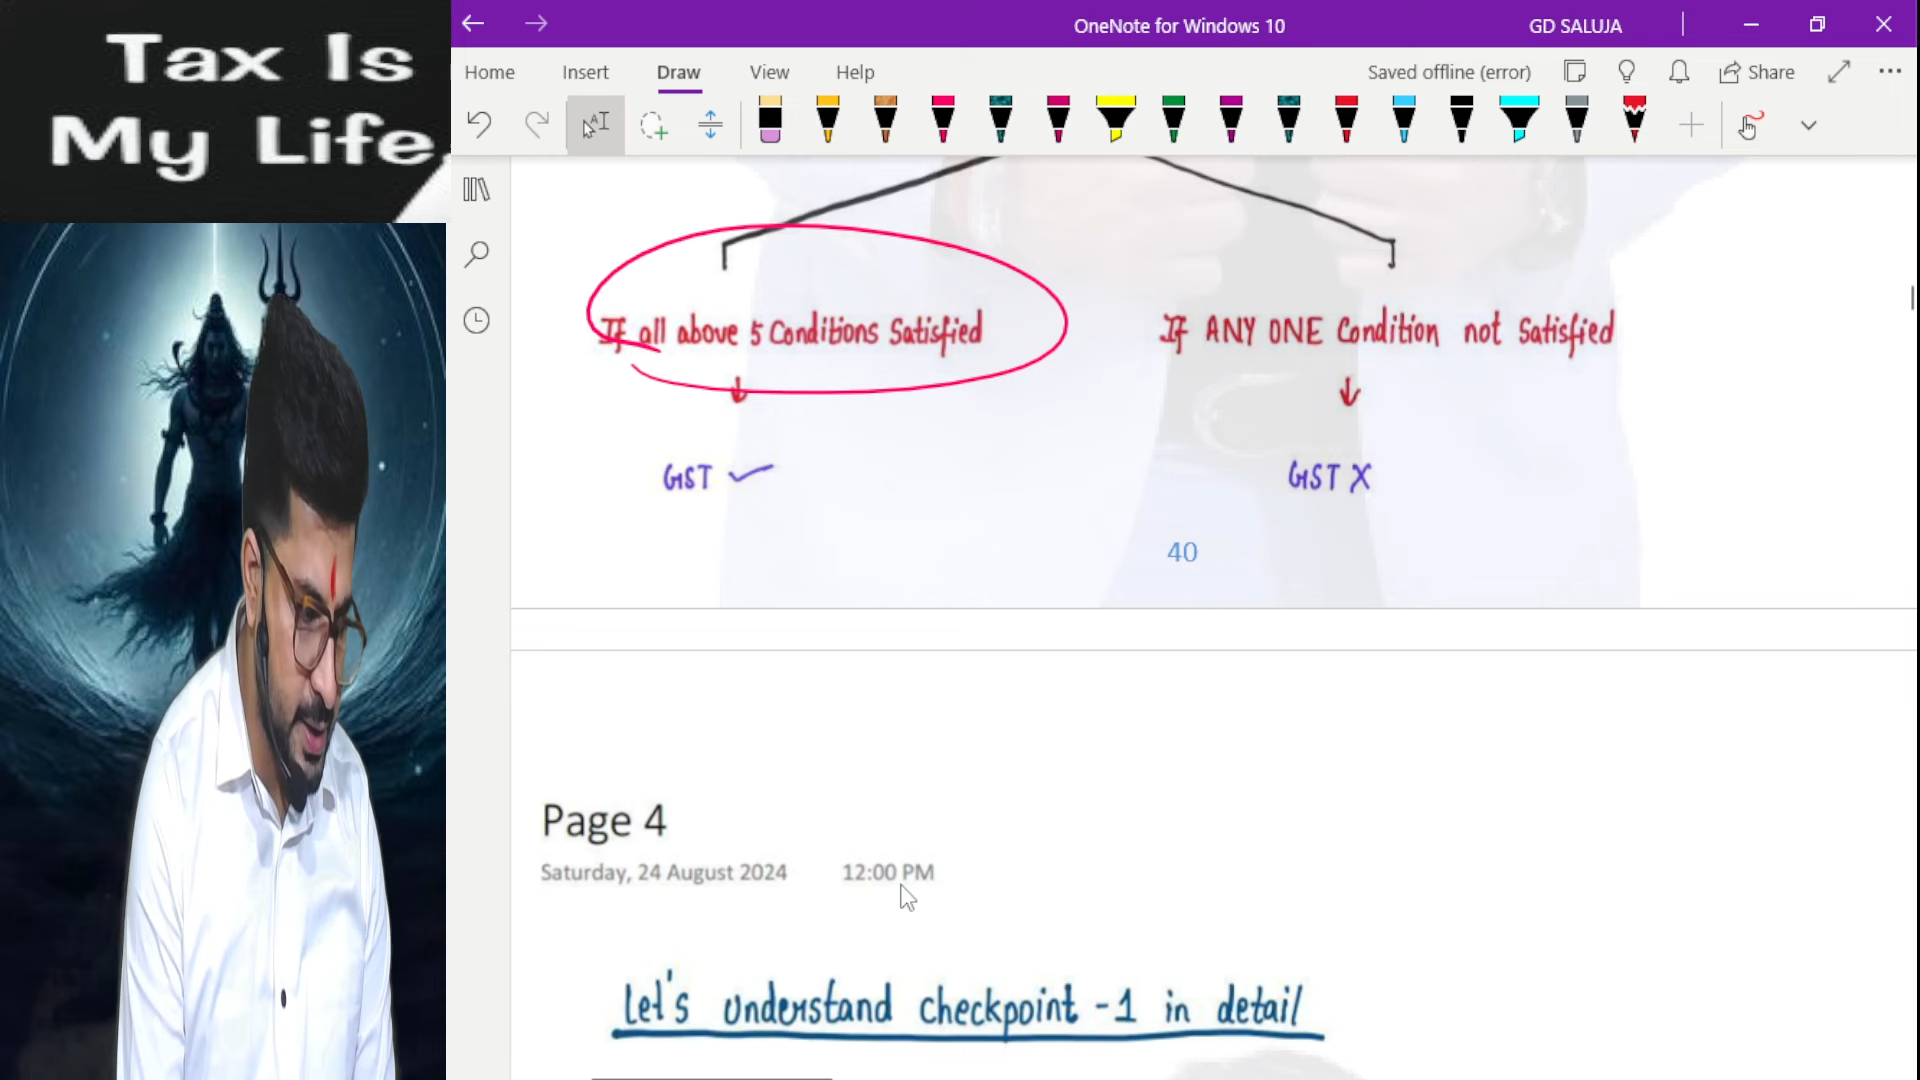 Tax Is
My Life.
OneNote for Windows 10
GD SALUJA
Home Insert Draw View Help
Saved offline (error)
Share
If all above 5 Conditions Satisfied
If ANY ONE Condition not Satisfied
GST ✓
GST X
40
Page 4
Saturday, 24 August 2024 12:00 PM
Let's understand checkpoint -1 in detail